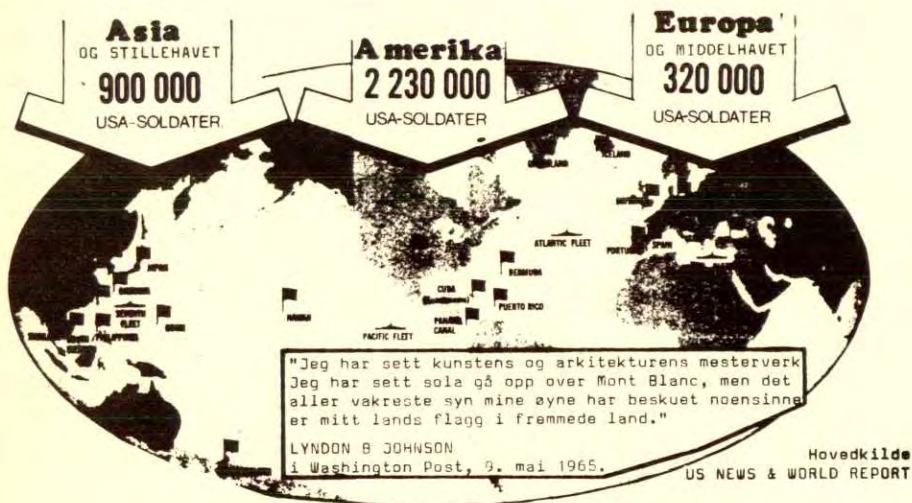 Asia
OG STILLEHAVET
900 000
USA-SOLDATER.
Amerika
2 230 000
USA-SOLDATER
Europa
OG MIDDELHAVET
320 000
USA-SOLDATER
ICELAND
ATLANTIC FLEET
SPAIN
BERMUDA
JAPAN
CUBA
PUERTO RICO
PANAMA
CANAL
HAWAII
SEVENTH
FLEET
PHILIPPINES
PACIFIC FLEET
"Jeg har sett kunstens og arkitekturens mesterverk
Jeg har sett sola gå opp over Mont Blanc, men det
aller vakreste syn mine øyne har beskuet noensinne
er mitt lands flagg i fremmede land."
LYNDON B JOHNSON
i Washington Post, 9. mai 1965.
Hovedkilde
US NEWS & WORLD REPORT